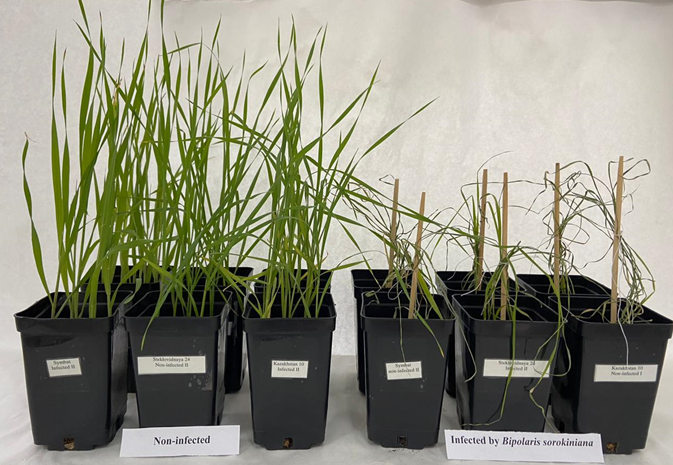 Symbat
Infected II
Steklovidnaya 24
Non-infected II
Kazakhstan 10
Infected II
Symbat
non-infected II
Steklovidnaya 24
Infected II
Kazakhstan 10
Non-infected I
Non-infected
Infected by Bipolaris sorokiniana